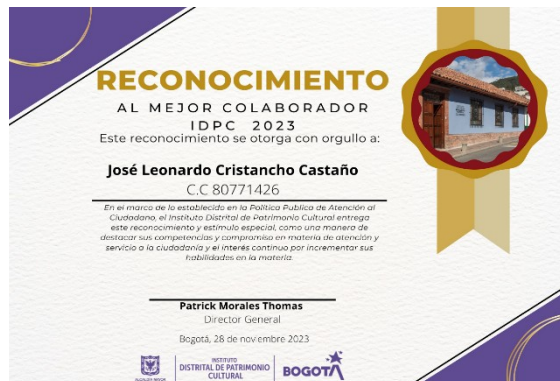 RECONOCIMIENTO
AL MEJOR COLABORADOR
IDPC 2023
Este reconocimiento se otorga con orgullo a:
José Leonardo Cristancho Castaño
C.C 80771426
En el marco de lo establecido en la Política Publica de Atención al
Ciudadano, el Instituto Distrital de Patrimonio Cultural entrega
este reconocimiento y estímulo especial, como una manera de
destacar sus competencias y compromiso en materia de atención y
servicio a la ciudadanía y el interés continuo por incrementar sus
habilidades en la materia.
Patrick Morales Thomas
Director General
Bogotá, 28 de noviembre 2023
ALCALDÍA MAYOR
INSTITUTO
DISTRITAL DE PATRIMONIO
CULTURAL
BOGOTÁ